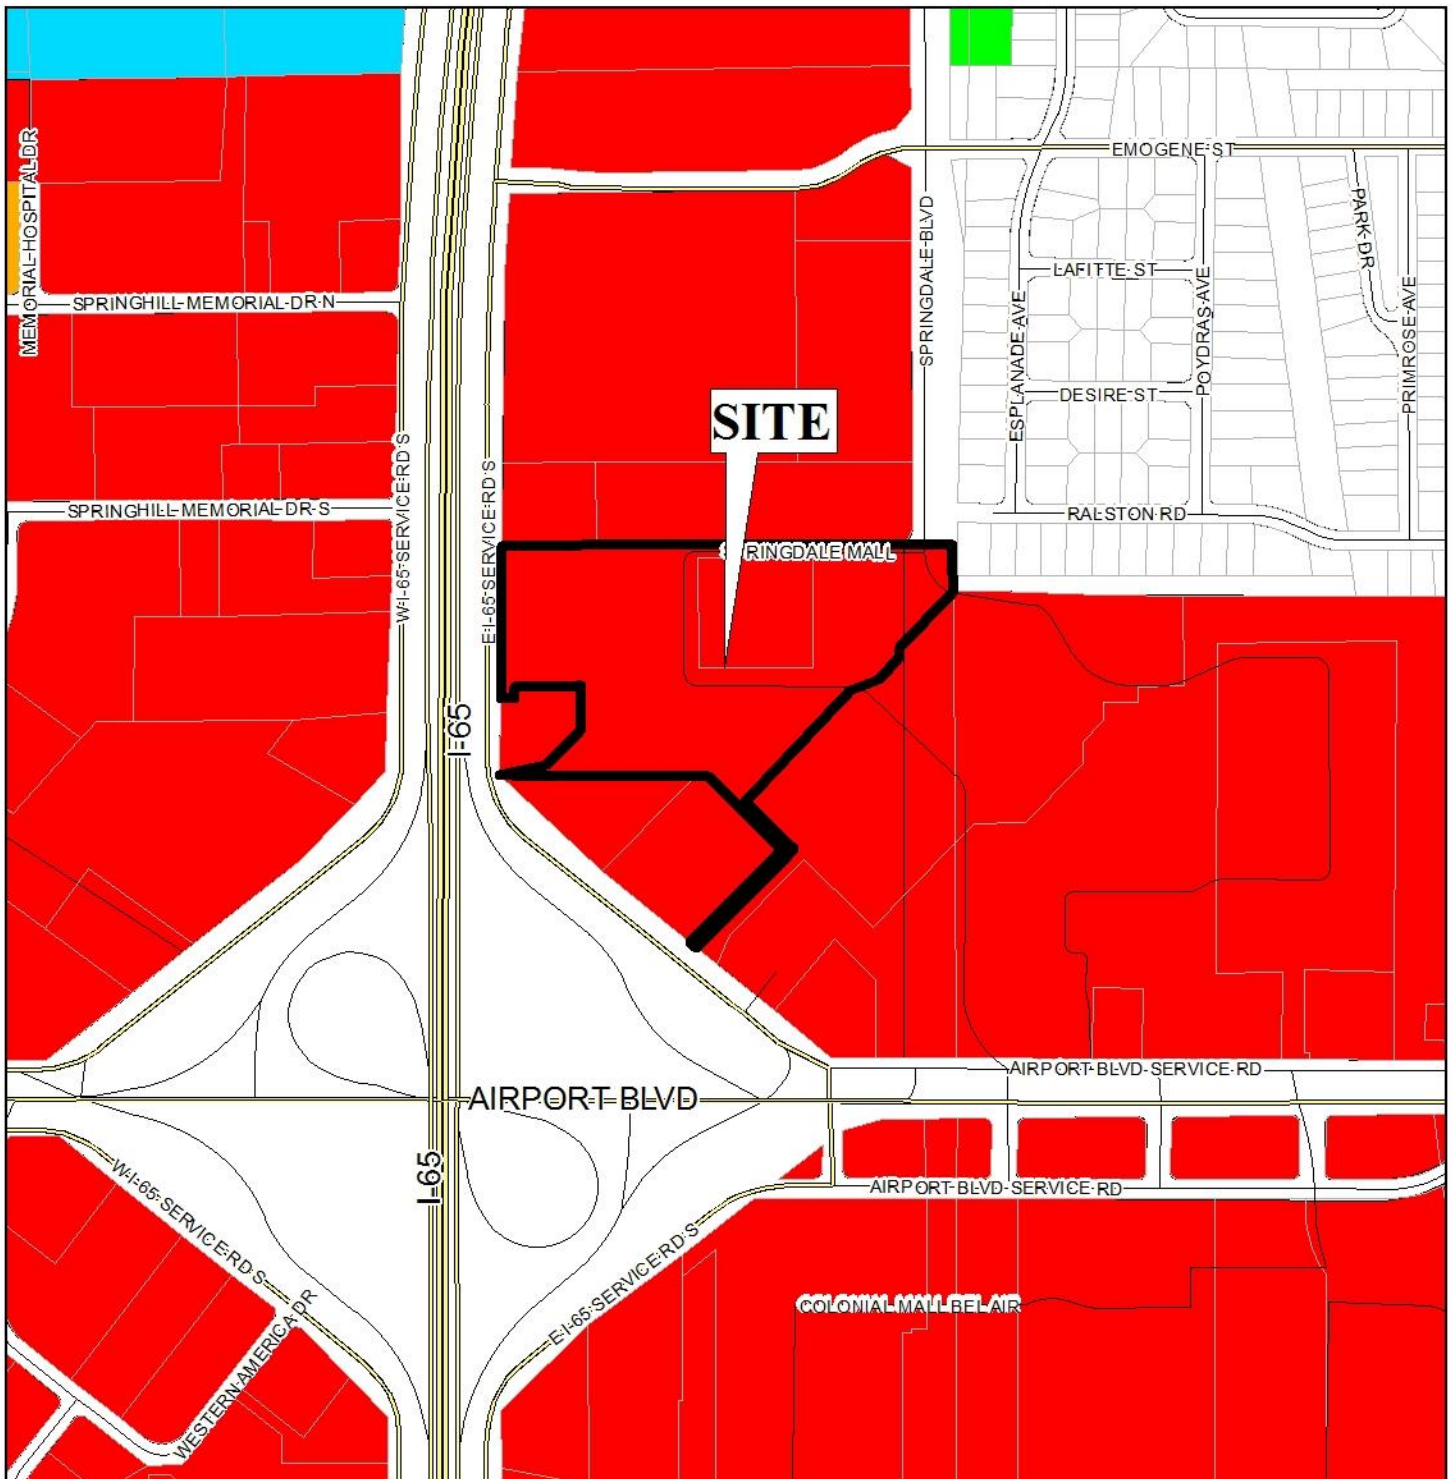 EMOGENE ST
MEMORIAL HOSPITAL DR
PARK DR
SPRINGDALE BLVD
LAFITTE ST
SPRINGHILL MEMORIAL DR N
ESPLANADE AVE
POYDRAS AVE
PRIMROSE AVE
DESIRE ST
SITE
W I-65 SERVICE RD S
E I-65 SERVICE RD S
SPRINGHILL MEMORIAL DR S
RALSTON RD
RINGDALE MALL
I-65
AIRPORT BLVD SERVICE RD
AIRPORT BLVD
I-65
W I-65 SERVICE RD S
AIRPORT BLVD SERVICE RD
E I-65 SERVICE RD S
COLONIAL MALL BEL AIR
WESTERN AMERICA DR